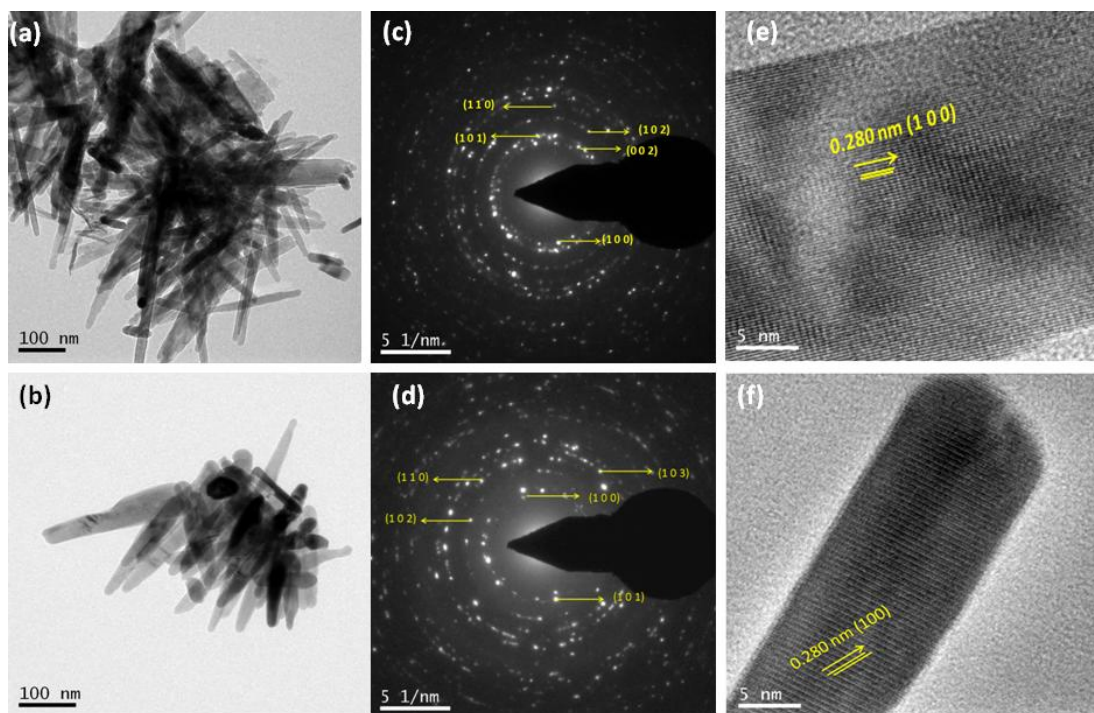 (a)
100 nm
(c)
(1 1 0)
(1 0 1)
(1 0 2)
(0 0 2)
(1 0 0)
5 1/nm
(e)
0.280 nm (1 0 0)
5 nm
(b)
100 nm
(d)
(1 1 0)
(1 0 3)
(1 0 0)
(1 0 2)
(1 0 1)
5 1/nm
(f)
0.280 nm (100)
5 nm